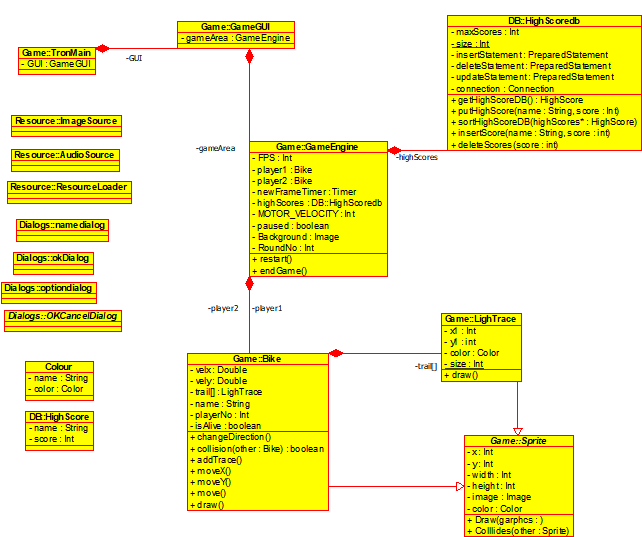 Game::GameGUI
- gameArea : GameEngine
Game::TronMain
- GUI : GameGUI
-GUI
DB::HighScoredb
- maxScores : Int
- size : Int
- insertStatement : PreparedStatement
- deleteStatement : PreparedStatement
- updateStatement : PreparedStatement
- connection : Connection
+ getHighScoreDB() : HighScore
+ putHighScore(name : String, score : Int)
+ sortHighScoreDB(highScores* : HighScore)
+ insertScore(name : String, score : int)
+ deleteScores(score : int)
Resource::ImageSource
Resource::AudioSource
Resource::ResourceLoader
Dialogs::namedialog
Dialogs::okDialog
Dialogs::optiondialog
Dialogs::OKCancelDialog
-gameArea
Game::GameEngine
- FPS : Int
- player1 : Bike
- player2 : Bike
- newFrameTimer : Timer
- highScores : DB::HighScoredb
- MOTOR_VELOCITY : Int
- paused : boolean
- Background : Image
- RoundNo : Int
+ restart()
+ endGame()
-highScores
-player2
-player1
Colour
- name : String
- color : Color
DB::HighScore
- name : String
- score : Int
Game::Bike
- velx : Double
- vely : Double
- trail[] : LighTrace
- name : String
- playerNo : Int
- isAlive : boolean
+ changeDirection()
+ collision(other : Bike) : boolean
+ addTrace()
+ moveX()
+ moveY()
+ move()
+ draw()
-trail[]
Game::LighTrace
- x1 : Int
- y1 : int
- color : Color
- size : Int
+ draw()
Game::Sprite
- x : Int
- y : Int
- width : Int
- height : Int
- image : Image
- color : Color
+ Draw(garphcs : )
+ Colllides(other : Sprite)